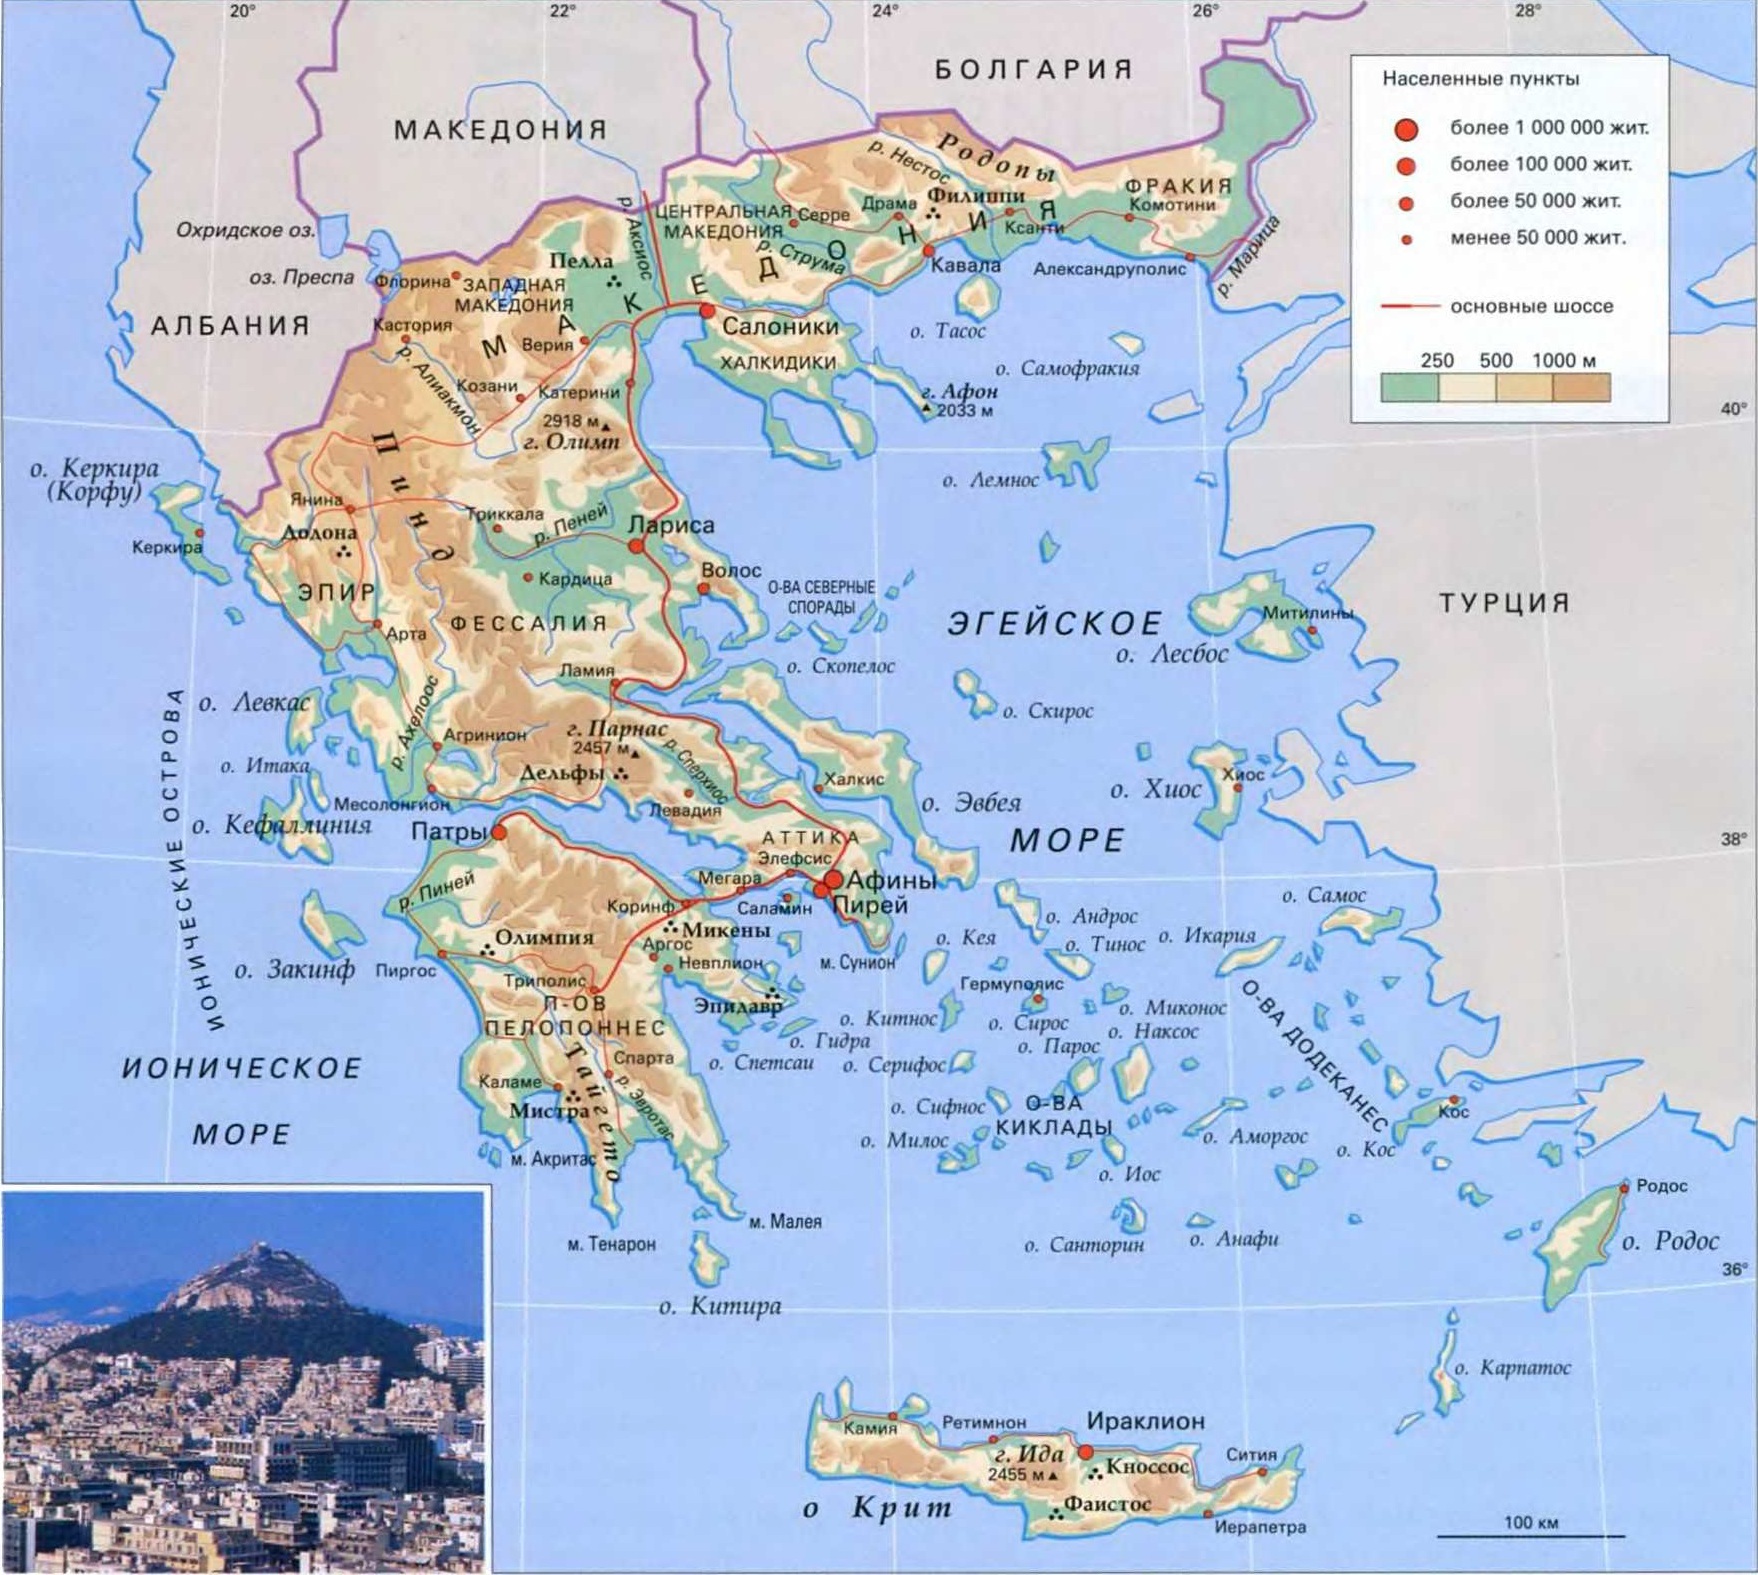 20°
22°
24°
26°
28°
БОЛГАРИЯ
МАКЕДОНИЯ
Населенные пункты
более 1 000 000 жит.
более 100 000 жит.
более 50 000 жит.
менее 50 000 жит.
основные шоссе
250 500 1000 м
Родопы
р. Нестос
ФРАКИЯ
Комотини
Филиппи
Драма
Ксанти
Серре
ЦЕНТРАЛЬНАЯ
МАКЕДОНИЯ
р. Струма
р. Аксиос
Кавала
Александруполис
р. Марица
Охридское оз.
оз. Преспа
АЛБАНИЯ
Флорина
ЗАПАДНАЯ
МАКЕДОНИЯ
Пелла
МАКЕДОНИЯ
Кастория
Верия
Салоники
ХАЛКИДИКИ
о. Тасос
о. Самофракия
г. Афон
2033 м
р. Алиакмон
Козани
Катерини
2918 м
г. Олимп
40°
Пинд
о. Керкира
(Корфу)
Керкира
Янина
Додона
Триккала
р. Пеней
Лариса
о. Лемнос
Кардица
Волос
О-ВА СЕВЕРНЫЕ
СПОРАДЫ
ЭПИР
Арта
ФЕССАЛИЯ
ЭГЕЙСКОЕ
Митилины
о. Лесбос
ТУРЦИЯ
Ламия
о. Скопелос
о. Левкас
р. Ахелоос
о. Скирос
ИОНИЧЕСКИЕ ОСТРОВА
Агринион
г. Парнас
2457 м
р. Сперхиос
Дельфы
о. Итака
Месолонгион
Левадия
Халкис
о. Эвбея
Хиос
о. Хиос
о. Кефаллиния
Патры
АТТИКА
МОРЕ
38°
Элефсис
Мегара
Афины
Пирей
р. Пиней
Коринф
Саламин
о. Самос
Олимпия
Микены
Аргос
о. Андрос
о. Кея
о. Тинос
о. Икария
о. Закинф
Пиргос
Невплион
м. Сунион
Триполис
Гермуполис
П-ОВ
ПЕЛОПОННЕС
Эпидавр
о. Китнос
о. Сирос
о. Миконос
о. Гидра
о. Наксос
о. Парос
О-ВА ДОДЕКАНЕС
ИОНИЧЕСКОЕ
МОРЕ
Спарта
о. Спетсаи
о. Серифос
Каламе
Тайгето
р. Эвротас
Мистра
о. Сифнос
О-ВА
КИКЛАДЫ
Кос
о. Милос
о. Аморгос
о. Кос
м. Акритас
о. Иос
Родос
м. Малея
м. Тенарон
о. Санторин
о. Анафи
о. Родос
36°
о. Китира
о. Карпатос
Камия
Ретимнон
Ираклион
г. Ида
2455 м
Кноссос
Сития
о Крит
Фаистос
Иерапетра
100 км